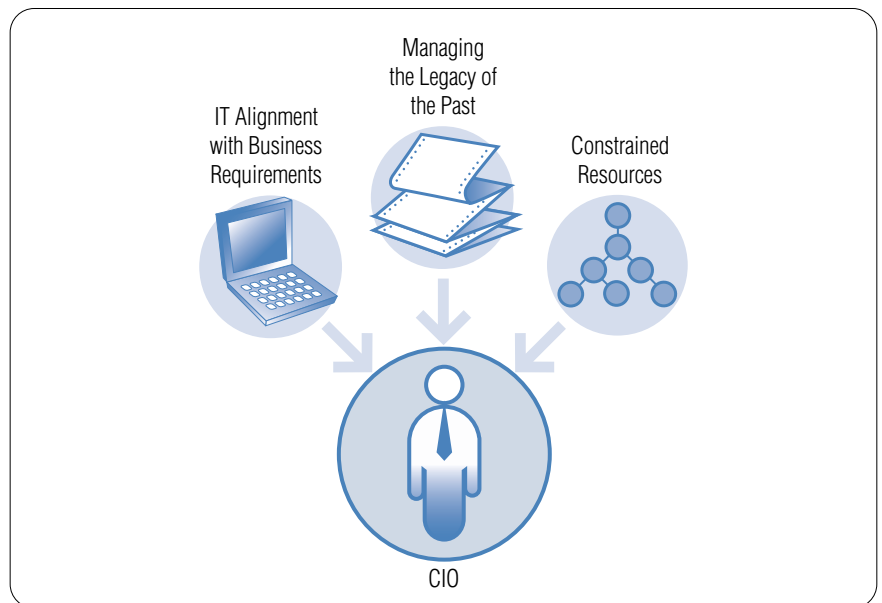 Managing
the Legacy of
the Past
IT Alignment
with Business
Requirements
Constrained
Resources
CIO